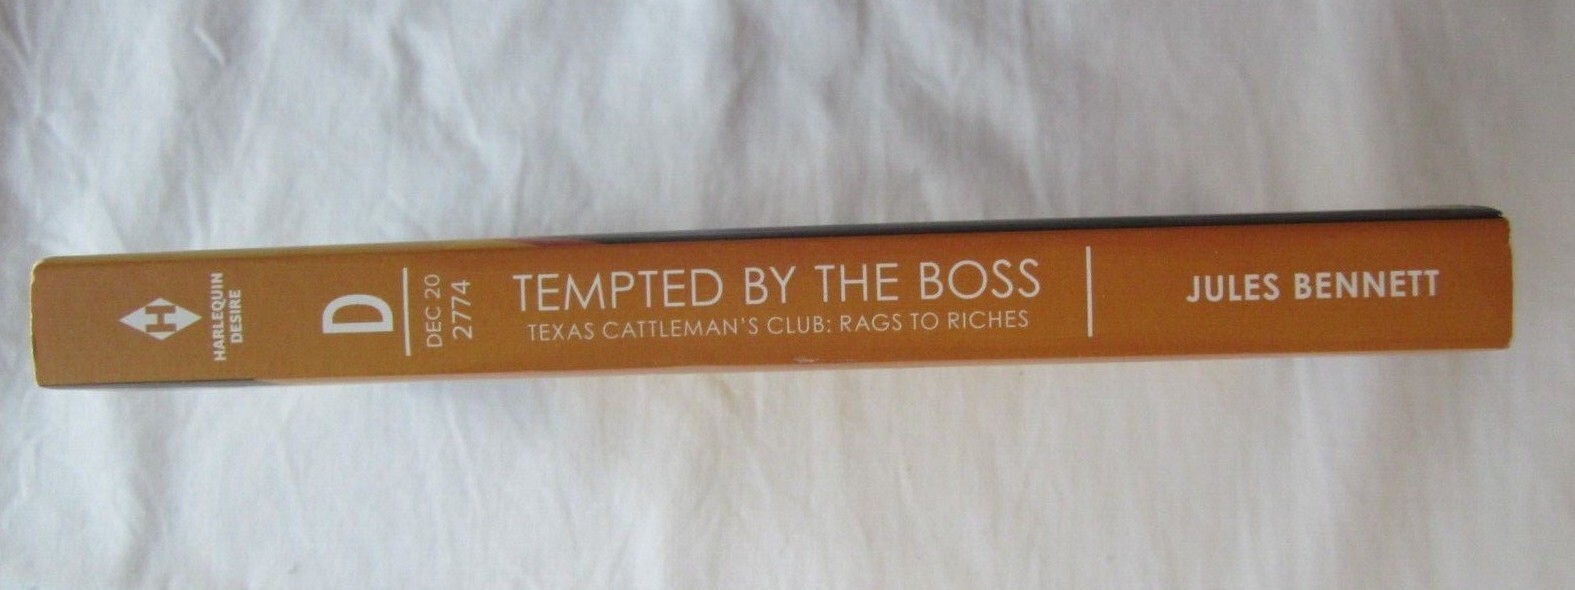 H
HARLEQUIN
DESIRE
D
DEC 20
2774
TEMPTED BY THE BOSS
TEXAS CATTLEMAN'S CLUB: RAGS TO RICHES
JULES BENNETT